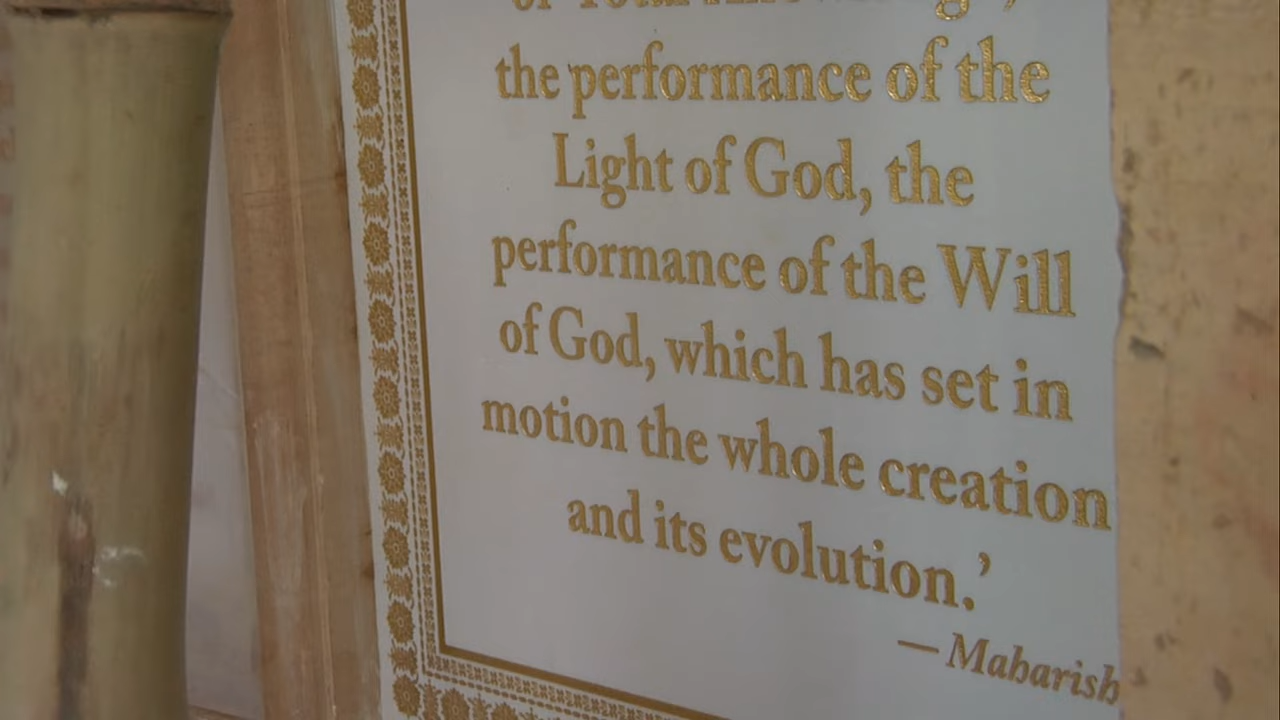 the performance of the
Light of God, the
performance of the Will
of God, which has set in
motion the whole creation
and its evolution.’
— Maharish